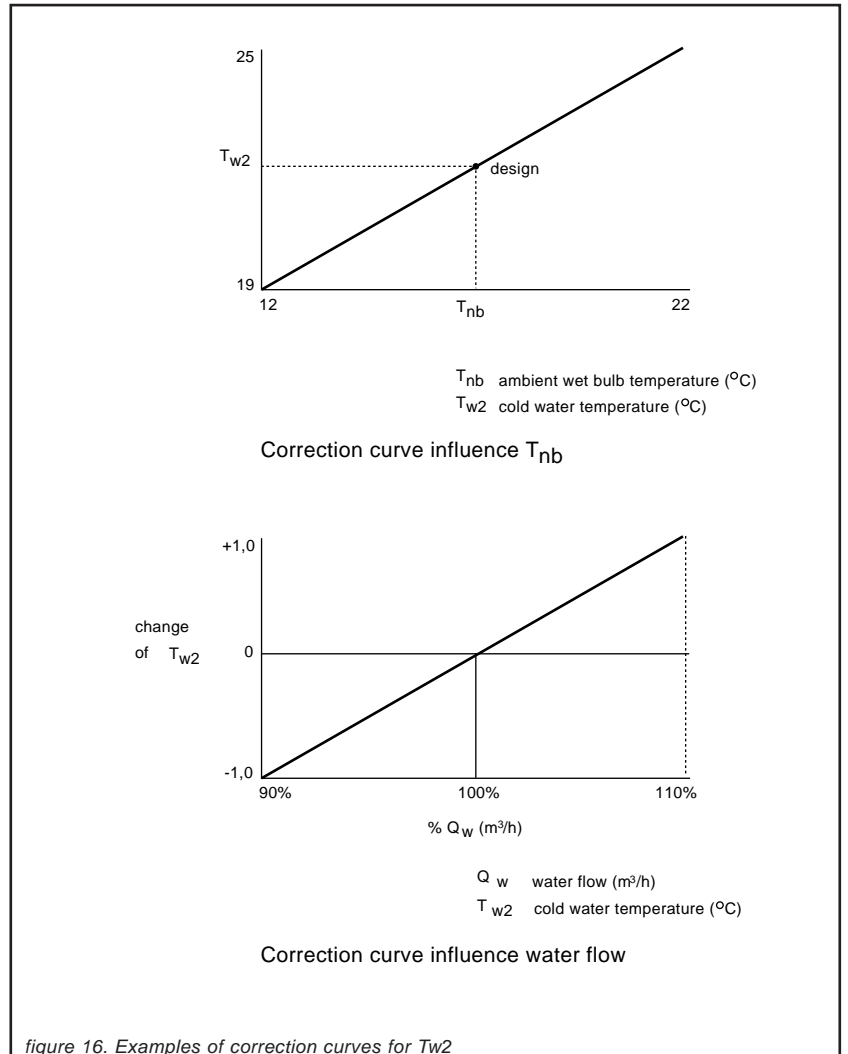 25
Tw2
design
19
12
Tnb
22
Tnb ambient wet bulb temperature (°C)
Tw2 cold water temperature (°C)
Correction curve influence Tnb
+1,0
change
of Tw2
0
-1,0
90%
100%
110%
% Qw (m³/h)
Q w water flow (m³/h)
T w2 cold water temperature (°C)
Correction curve influence water flow
figure 16. Examples of correction curves for Tw2